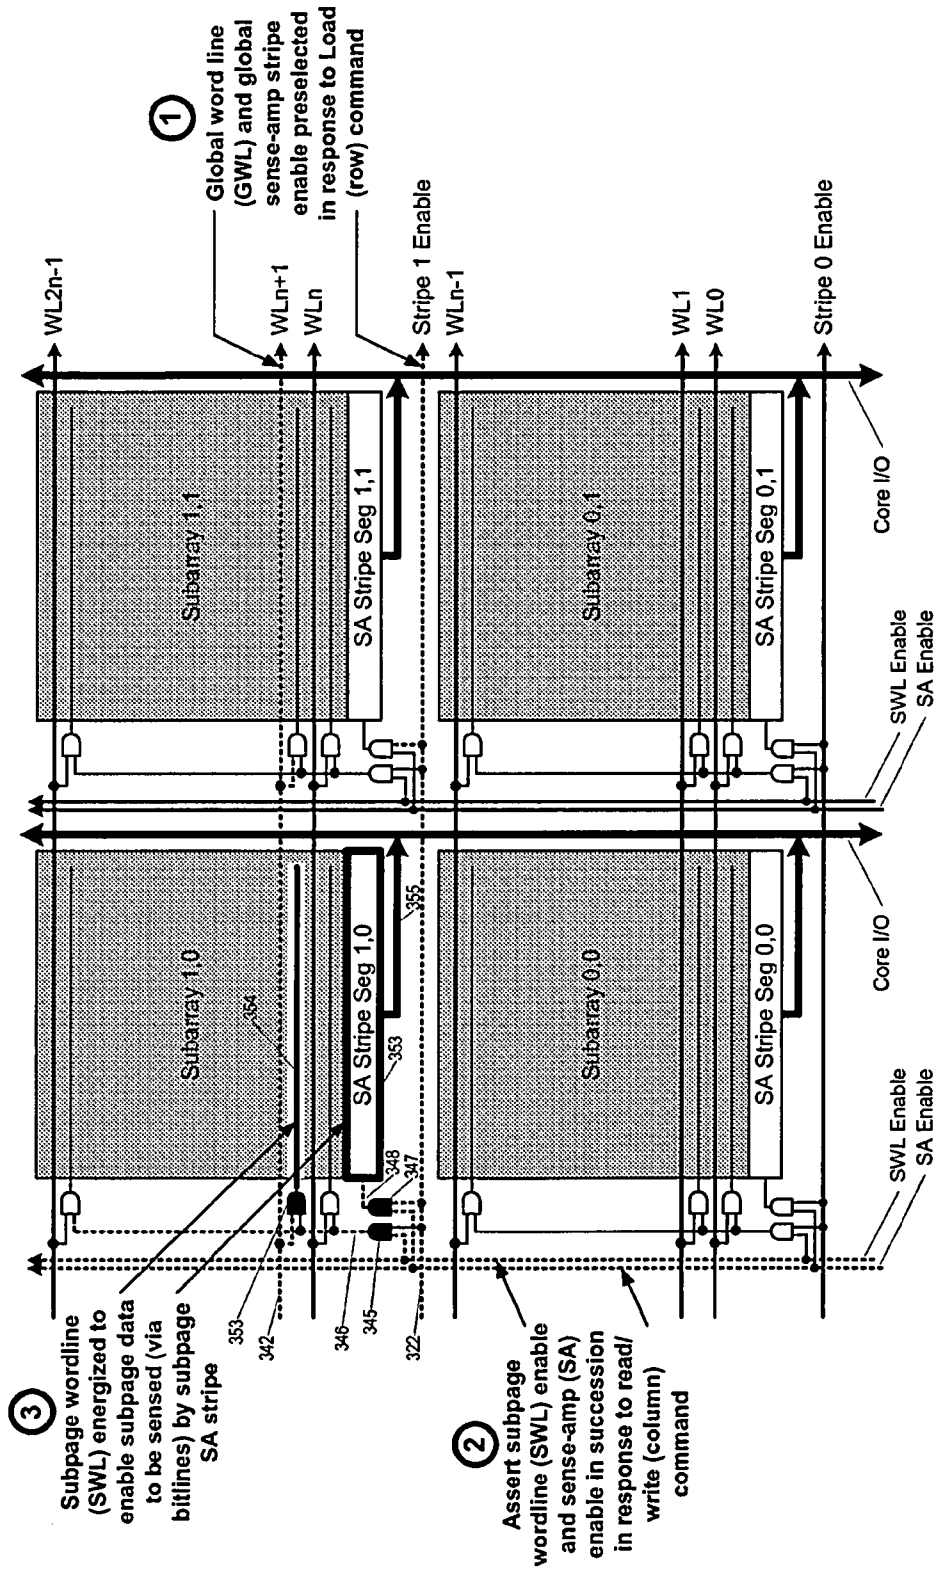 3
Subpage wordline
(SWL) energized to
enable subpage data
to be sensed (via
bitlines) by subpage
SA stripe
2
Assert subpage
wordline (SWL) enable
and sense-amp (SA)
enable in succession
in response to read/
write (column)
command
1
Global word line
(GWL) and global
sense-amp stripe
enable preselected
in response to Load
(row) command
353
342
346
345
322
348
347
353
354
355
Subarray 1,0
SA Stripe Seg 1,0
Subarray 1,1
SA Stripe Seg 1,1
Subarray 0,0
SA Stripe Seg 0,0
Subarray 0,1
SA Stripe Seg 0,1
WL2n-1
WLn+1
WLn
Stripe 1 Enable
WLn-1
WL1
WL0
Stripe 0 Enable
SWL Enable
SA Enable
Core I/O
SWL Enable
SA Enable
Core I/O